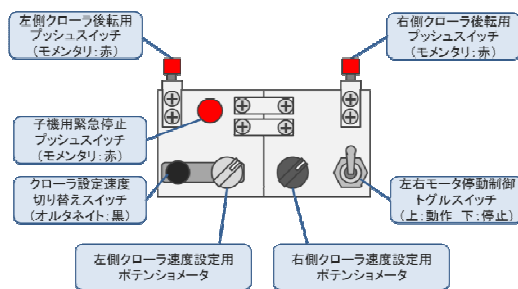 左側クローラ後転用
プッシュスイッチ
（モメンタリ：赤）
右側クローラ後転用
プッシュスイッチ
（モメンタリ：赤）
子機用緊急停止
プッシュスイッチ
（モメンタリ：赤）
クローラ設定速度
切り替えスイッチ
（オルタネイト：黒）
左右モータ停動制御
トグルスイッチ
（上：動作 下：停止）
左側クローラ速度設定用
ポテンショメータ
右側クローラ速度設定用
ポテンショメータ